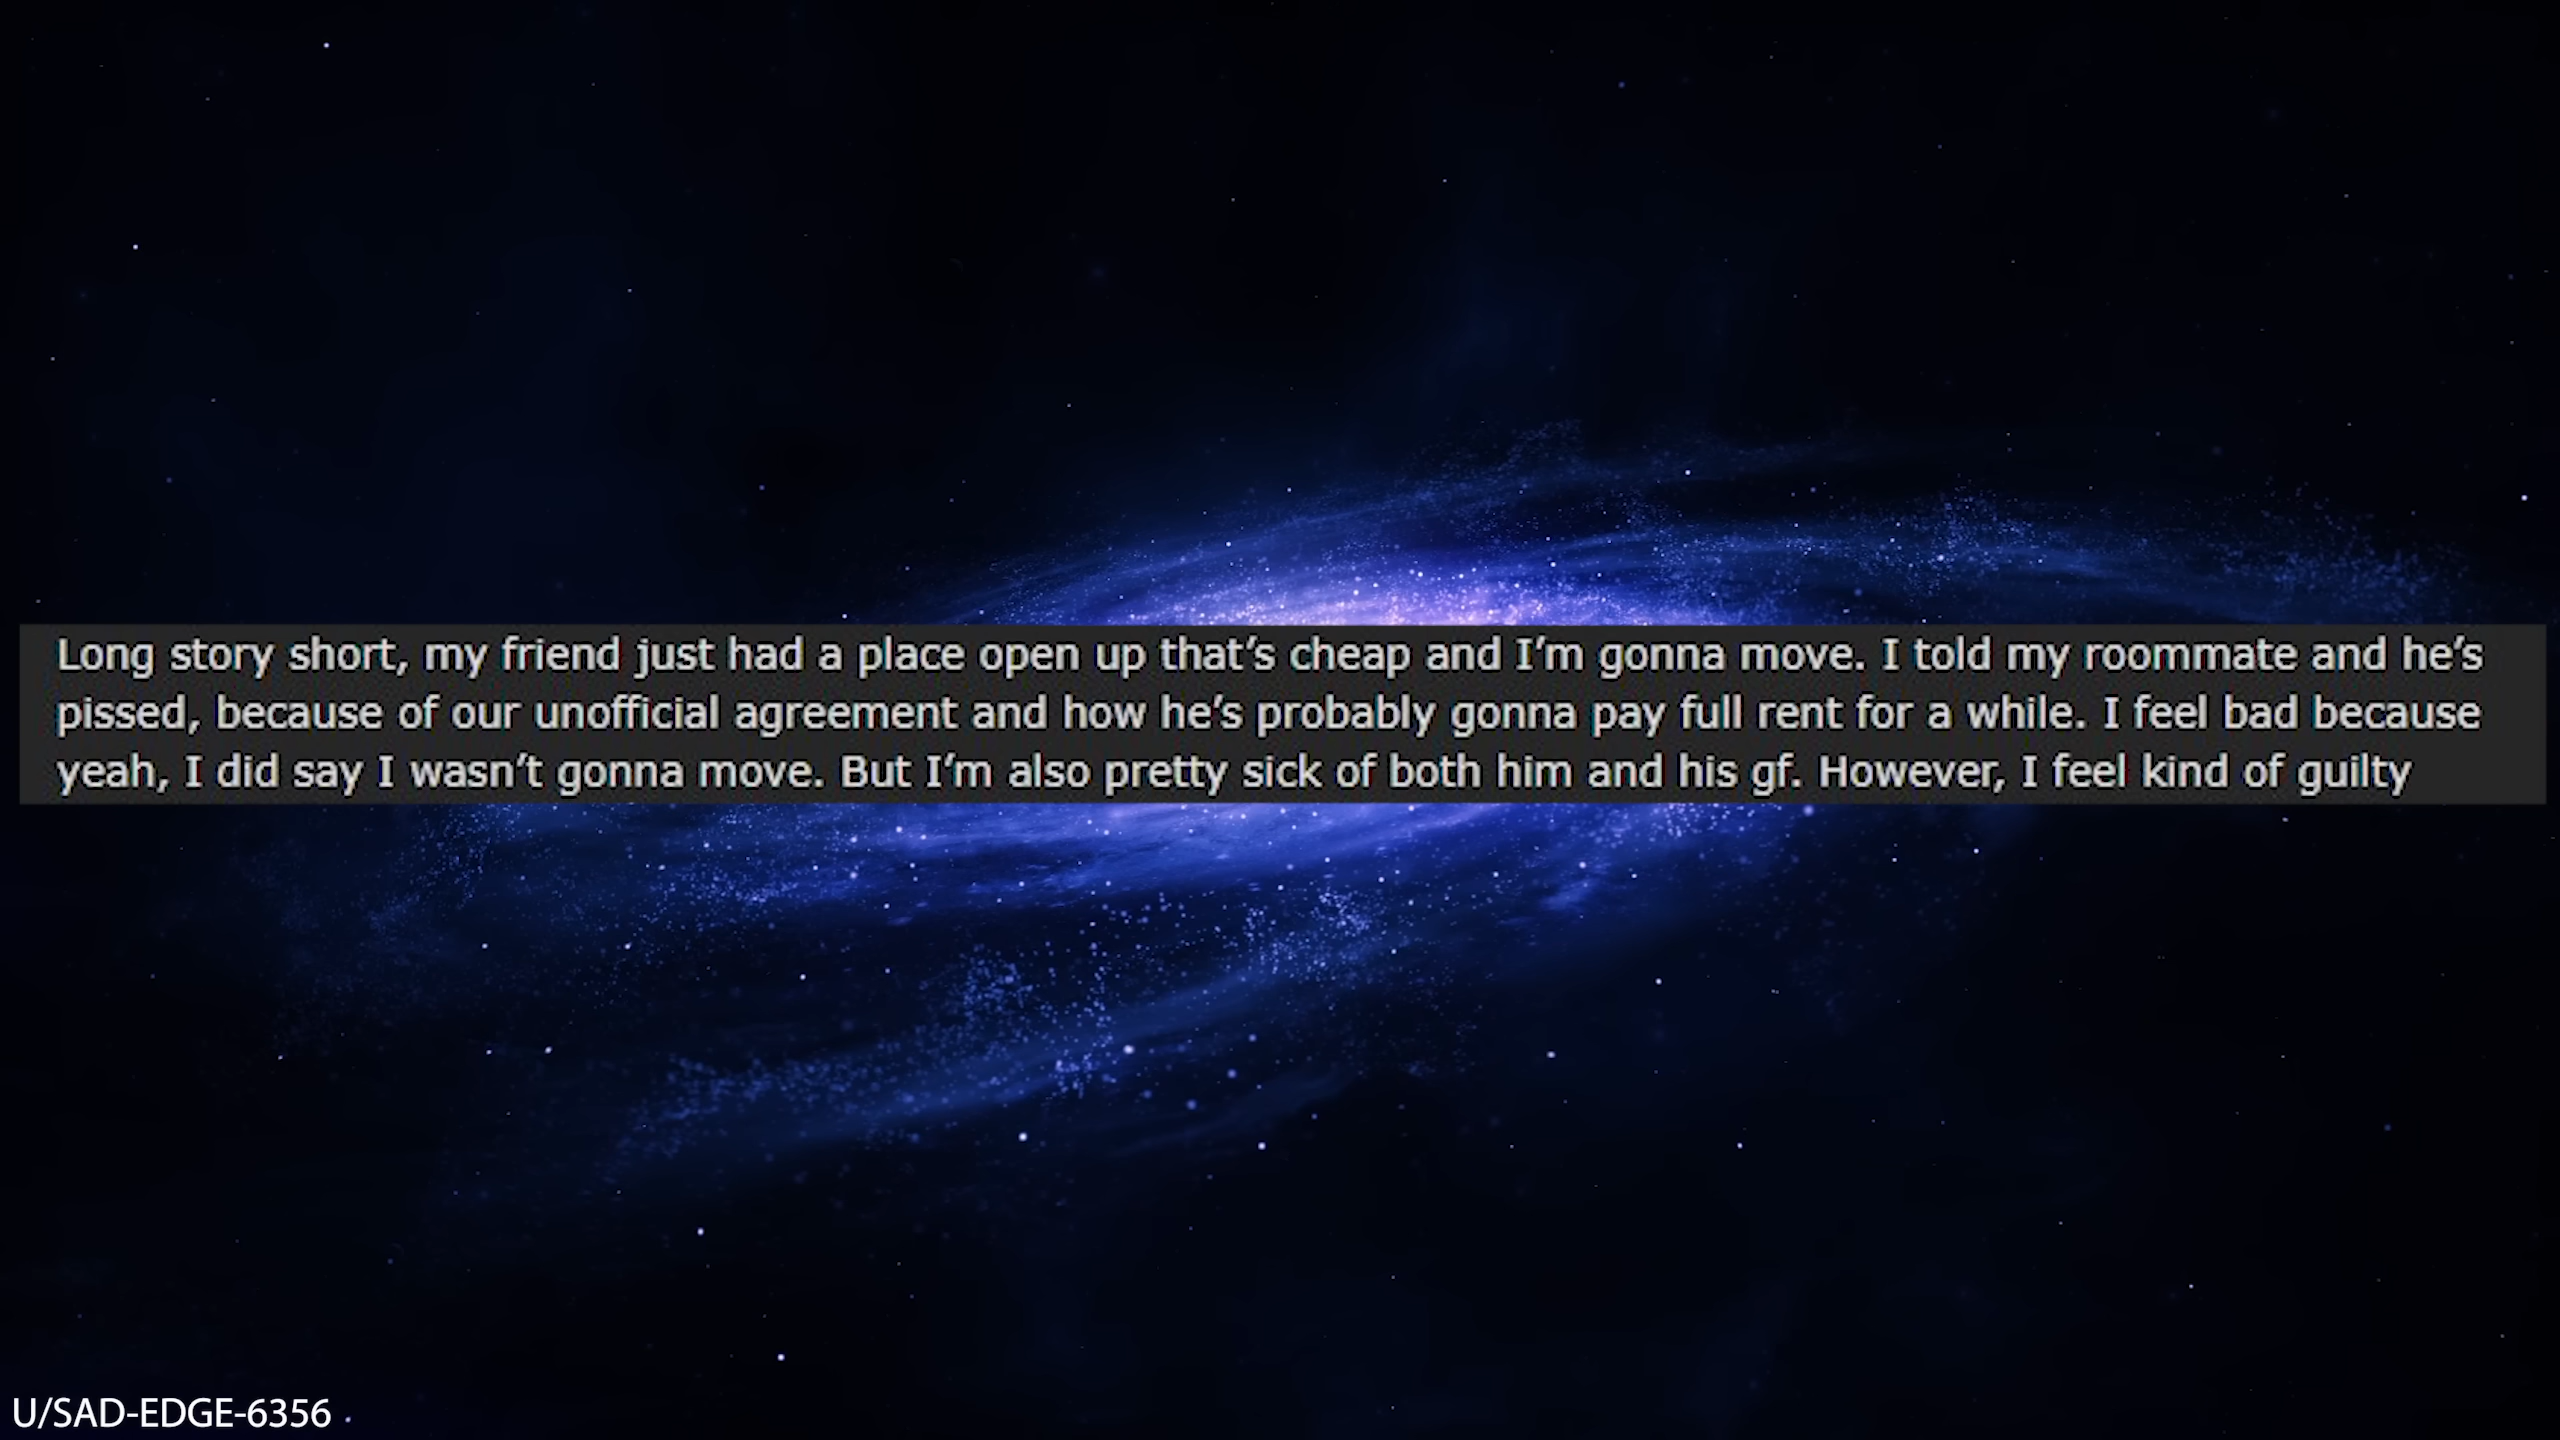 Long story short, my friend just had a place open up that’s cheap and I’m gonna move. I told my roommate and he’s
pissed, because of our unofficial agreement and how he’s probably gonna pay full rent for a while. I feel bad because
yeah, I did say I wasn’t gonna move. But I’m also pretty sick of both him and his gf. However, I feel kind of guilty
U/SAD-EDGE-6356